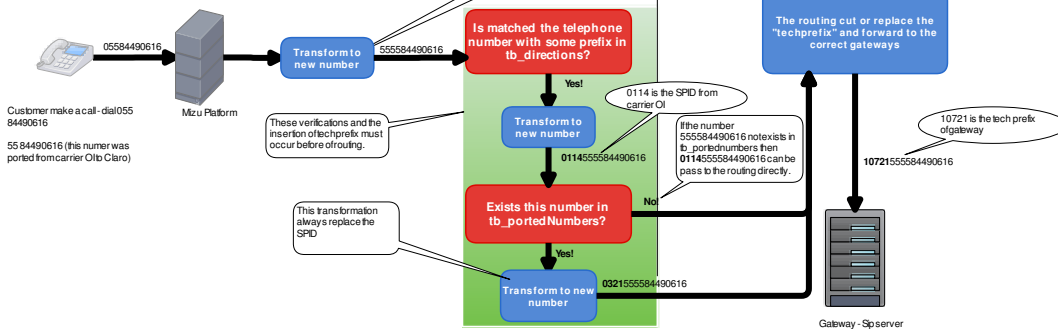 05584490616
Customer make a call - dial 055
84490616
55 84490616 (this numer was
ported from carrier OI to Claro)
Mizu Platform
Transform to
new number
555584490616
Is matched the telephone
number with some prefix in
tb_directions?
Yes!
These verifications and the
insertion of techprefix must
occur before of routing.
Transform to
new number
0114 is the SPID from
carrier OI
0114555584490616
If the number
555584490616 not exists in
tb_portednumbers then
0114555584490616 can be
pass to the routing directly.
Exists this number in
tb_portedNumbers?
No!
This transformation
always replace the
SPID
Yes!
Transform to new
number
0321555584490616
The routing cut or replace the
"techprefix" and forward to the
correct gateways
10721 is the tech prefix
of gateway
10721555584490616
Gateway - Sip server